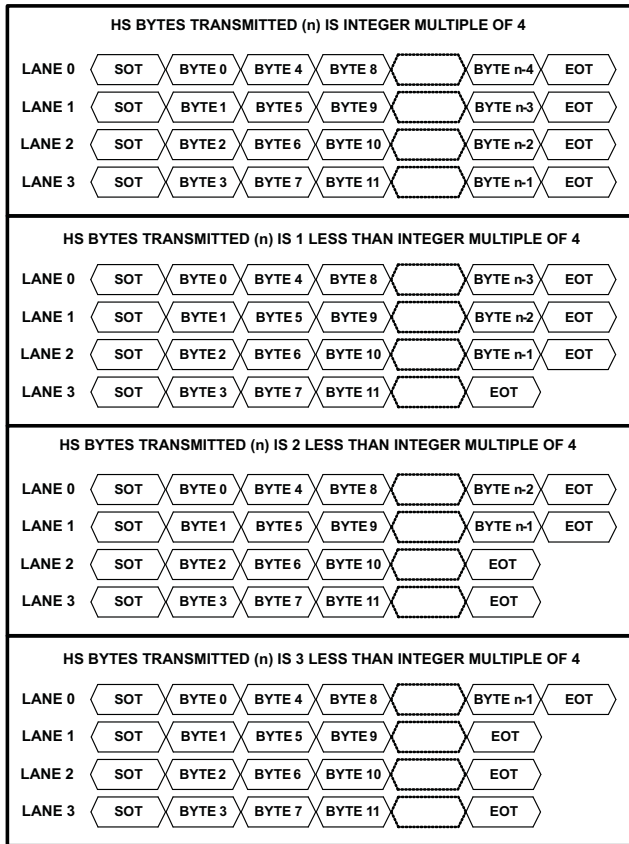 HS BYTES TRANSMITTED (n) IS INTEGER MULTIPLE OF 4
LANE 0 SOT BYTE 0 BYTE 4 BYTE 8 BYTE n-4 EOT
LANE 1 SOT BYTE 1 BYTE 5 BYTE 9 BYTE n-3 EOT
LANE 2 SOT BYTE 2 BYTE 6 BYTE 10 BYTE n-2 EOT
LANE 3 SOT BYTE 3 BYTE 7 BYTE 11 BYTE n-1 EOT
HS BYTES TRANSMITTED (n) IS 1 LESS THAN INTEGER MULTIPLE OF 4
LANE 0 SOT BYTE 0 BYTE 4 BYTE 8 BYTE n-3 EOT
LANE 1 SOT BYTE 1 BYTE 5 BYTE 9 BYTE n-2 EOT
LANE 2 SOT BYTE 2 BYTE 6 BYTE 10 BYTE n-1 EOT
LANE 3 SOT BYTE 3 BYTE 7 BYTE 11 EOT
HS BYTES TRANSMITTED (n) IS 2 LESS THAN INTEGER MULTIPLE OF 4
LANE 0 SOT BYTE 0 BYTE 4 BYTE 8 BYTE n-2 EOT
LANE 1 SOT BYTE 1 BYTE 5 BYTE 9 BYTE n-1 EOT
LANE 2 SOT BYTE 2 BYTE 6 BYTE 10 EOT
LANE 3 SOT BYTE 3 BYTE 7 BYTE 11 EOT
HS BYTES TRANSMITTED (n) IS 3 LESS THAN INTEGER MULTIPLE OF 4
LANE 0 SOT BYTE 0 BYTE 4 BYTE 8 BYTE n-1 EOT
LANE 1 SOT BYTE 1 BYTE 5 BYTE 9 EOT
LANE 2 SOT BYTE 2 BYTE 6 BYTE 10 EOT
LANE 3 SOT BYTE 3 BYTE 7 BYTE 11 EOT